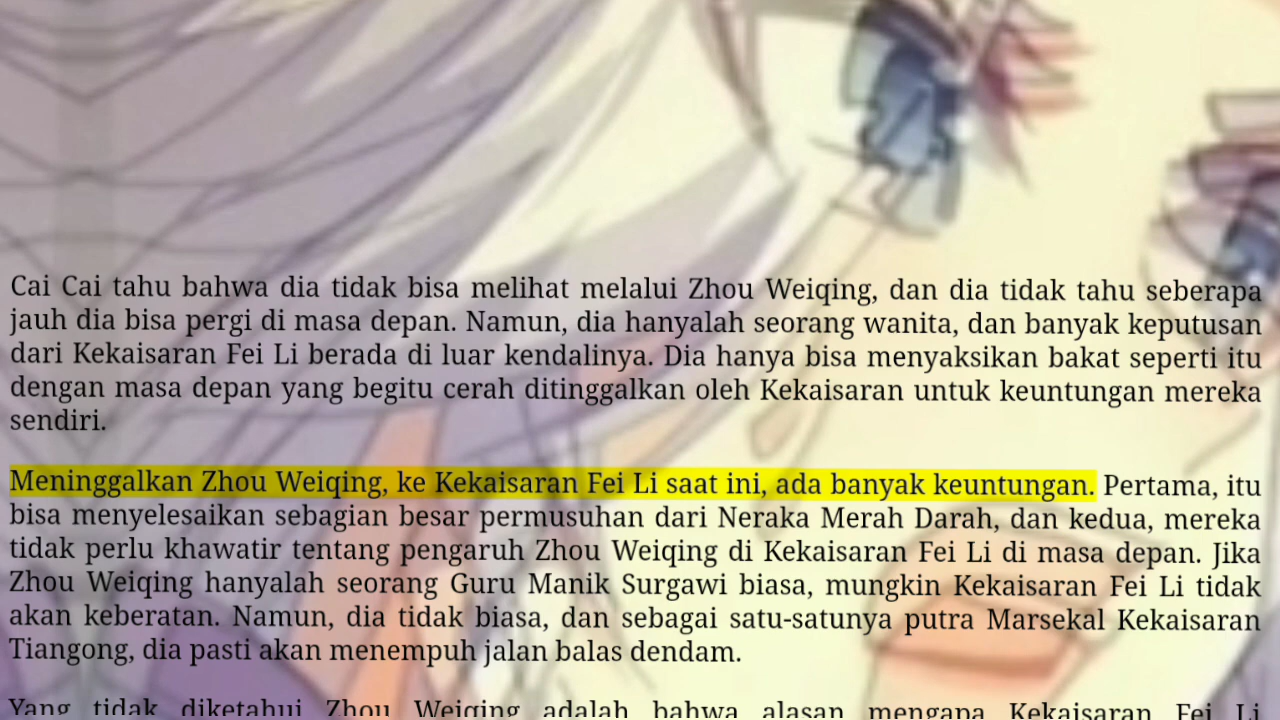 Cai Cai tahu bahwa dia tidak bisa melihat melalui Zhou Weiqing, dan dia tidak tahu seberapa
jauh dia bisa pergi di masa depan. Namun, dia hanyalah seorang wanita, dan banyak keputusan
dari Kekaisaran Fei Li berada di luar kendalinya. Dia hanya bisa menyaksikan bakat seperti itu
dengan masa depan yang begitu cerah ditinggalkan oleh Kekaisaran untuk keuntungan mereka
sendiri.
Meninggalkan Zhou Weiqing, ke Kekaisaran Fei Li saat ini, ada banyak keuntungan. Pertama, itu
bisa menyelesaikan sebagian besar permusuhan dari Neraka Merah Darah, dan kedua, mereka
tidak perlu khawatir tentang pengaruh Zhou Weiqing di Kekaisaran Fei Li di masa depan. Jika
Zhou Weiqing hanyalah seorang Guru Manik Surgawi biasa, mungkin Kekaisaran Fei Li tidak
akan keberatan. Namun, dia tidak biasa, dan sebagai satu-satunya putra Marsekal Kekaisaran
Tiangong, dia pasti akan menempuh jalan balas dendam.
Yang tidak diketahui Zhou Weiqing adalah bahwa alasan mengapa Kekaisaran Fei Li